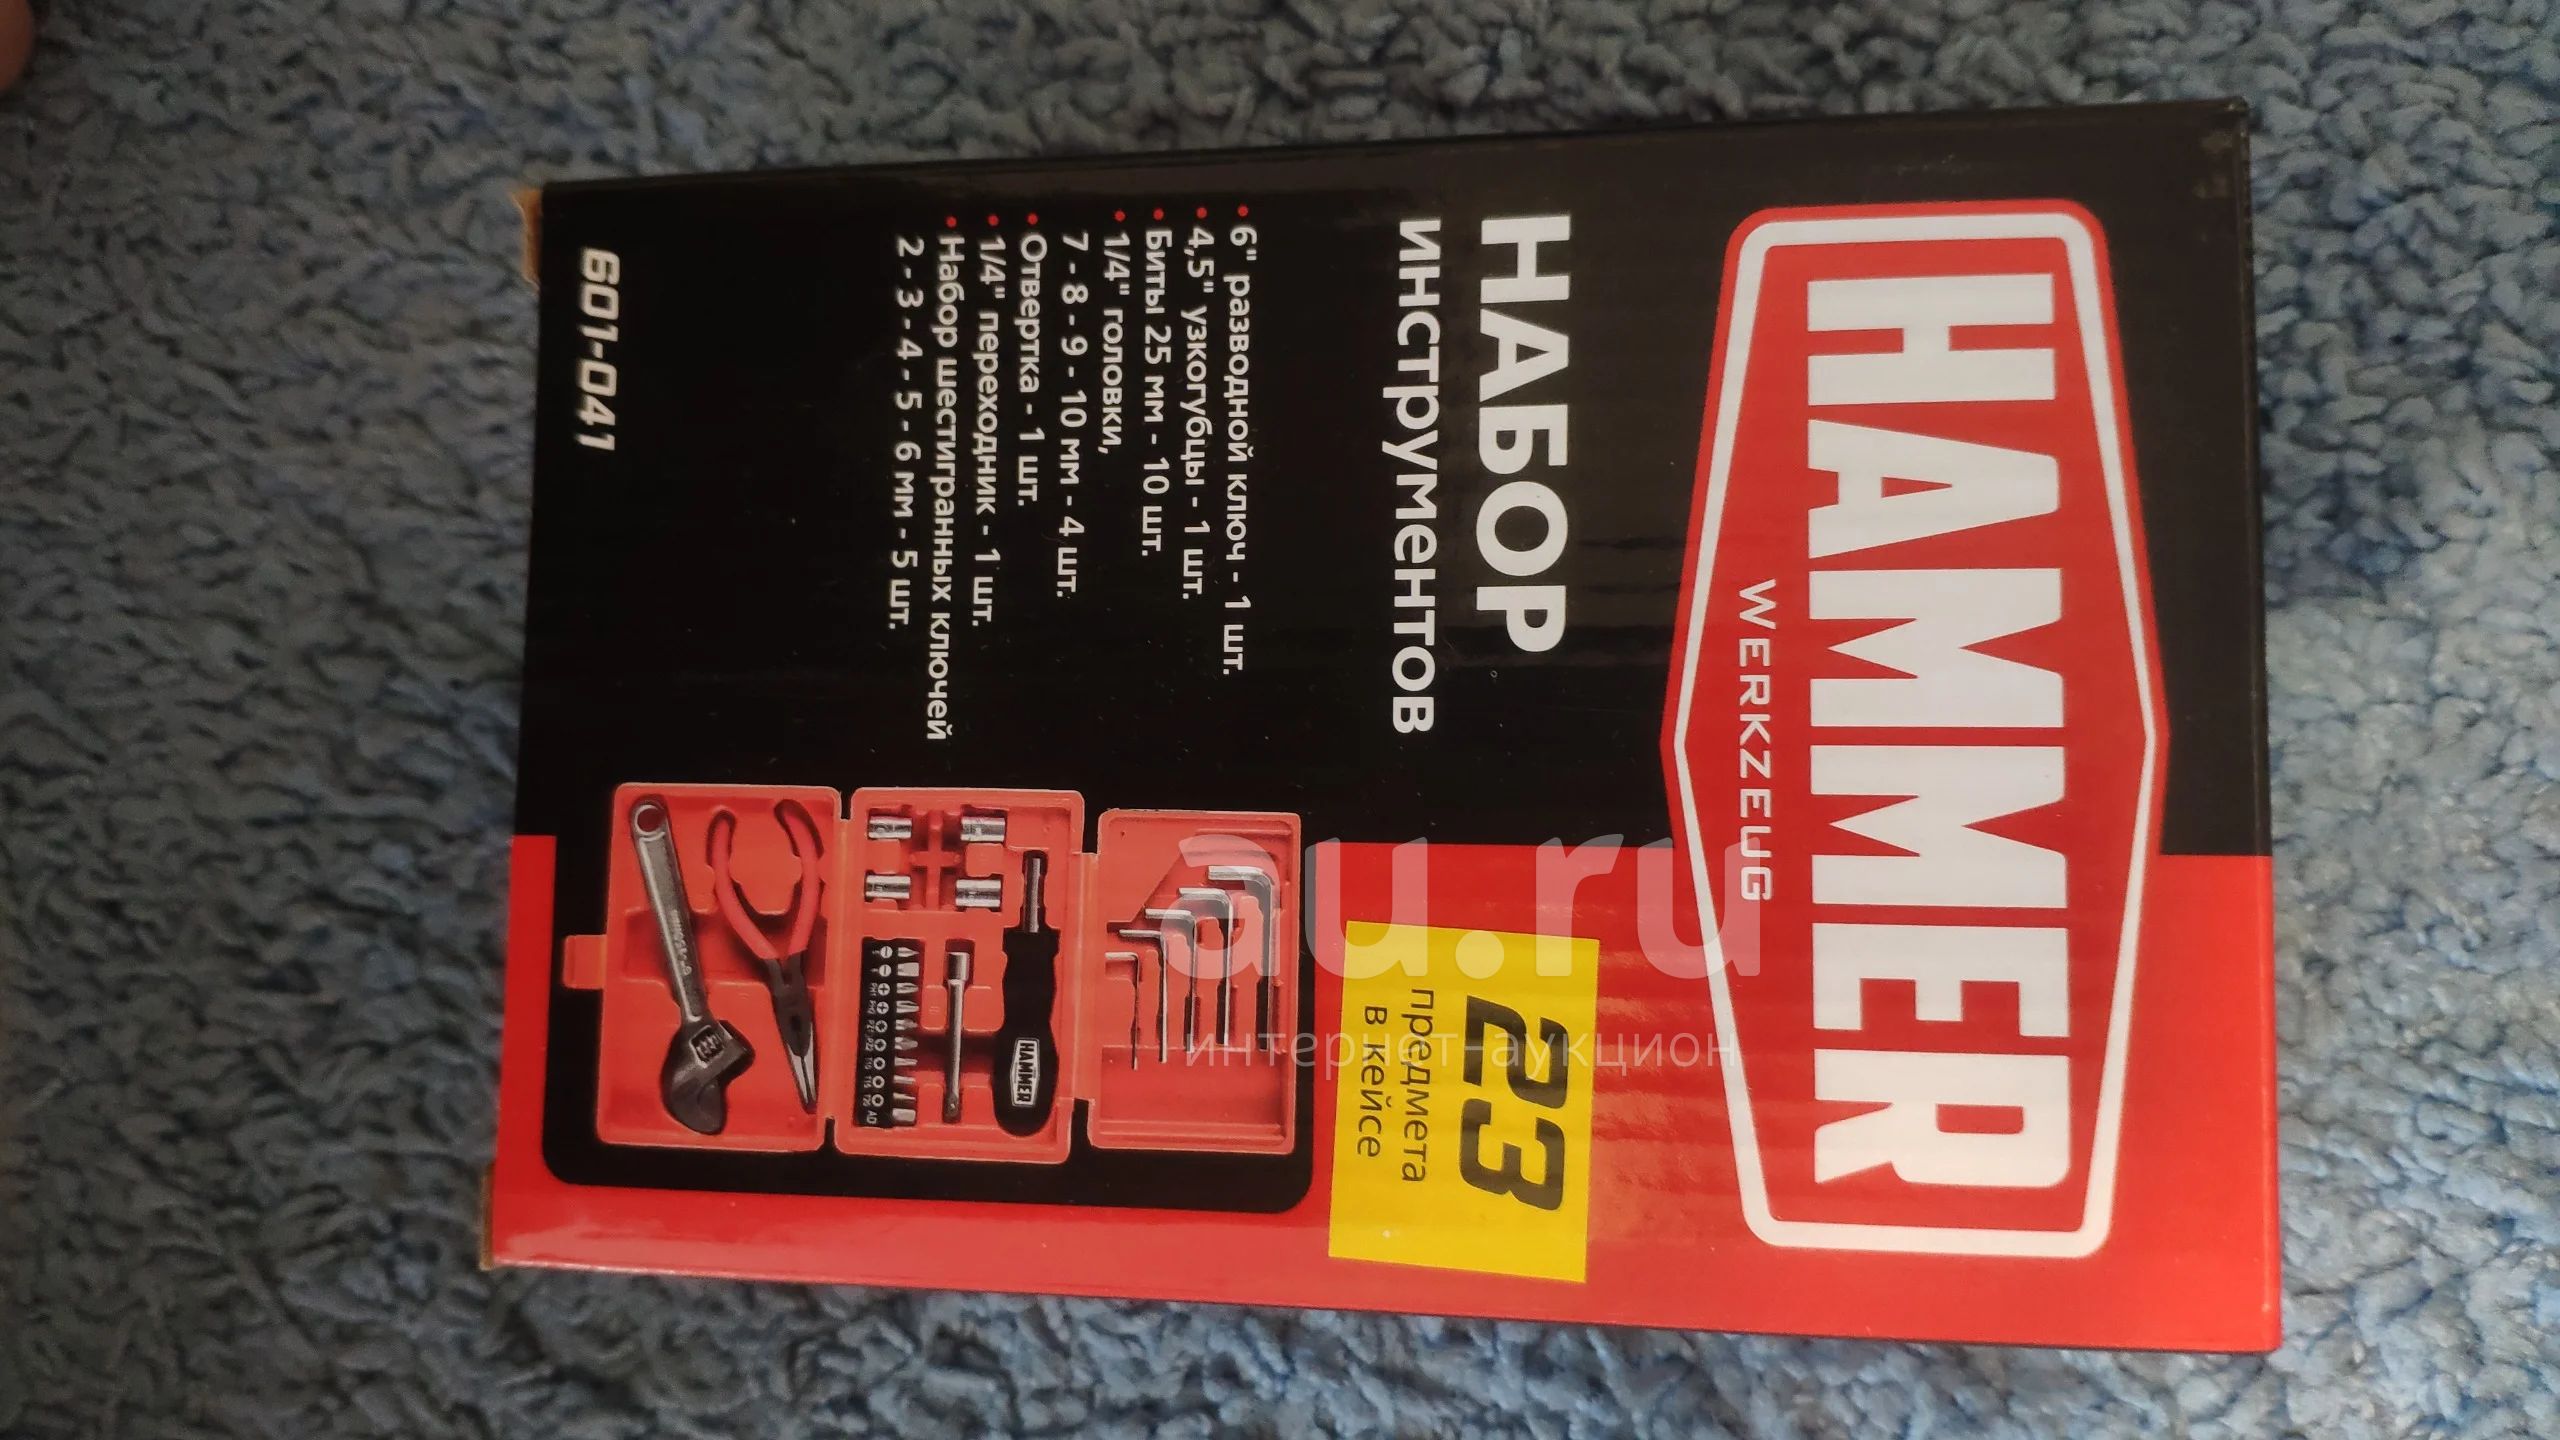 HAMMER
WERKZEUG
НАБОР
инструментов
23
предмета
в кейсе
• 6" разводной ключ - 1 шт.
• 4,5" узкогубцы - 1 шт.
• Биты 25 мм - 10 шт.
• 1/4" головки,
7 - 8 - 9 - 10 мм - 4 шт.
• Отвертка - 1 шт.
• 1/4" переходник - 1 шт.
• Набор шестигранных ключей
2 - 3 - 4 - 5 - 6 мм - 5 шт.
601-041
HAMMER
au.ru
интернет-аукцион